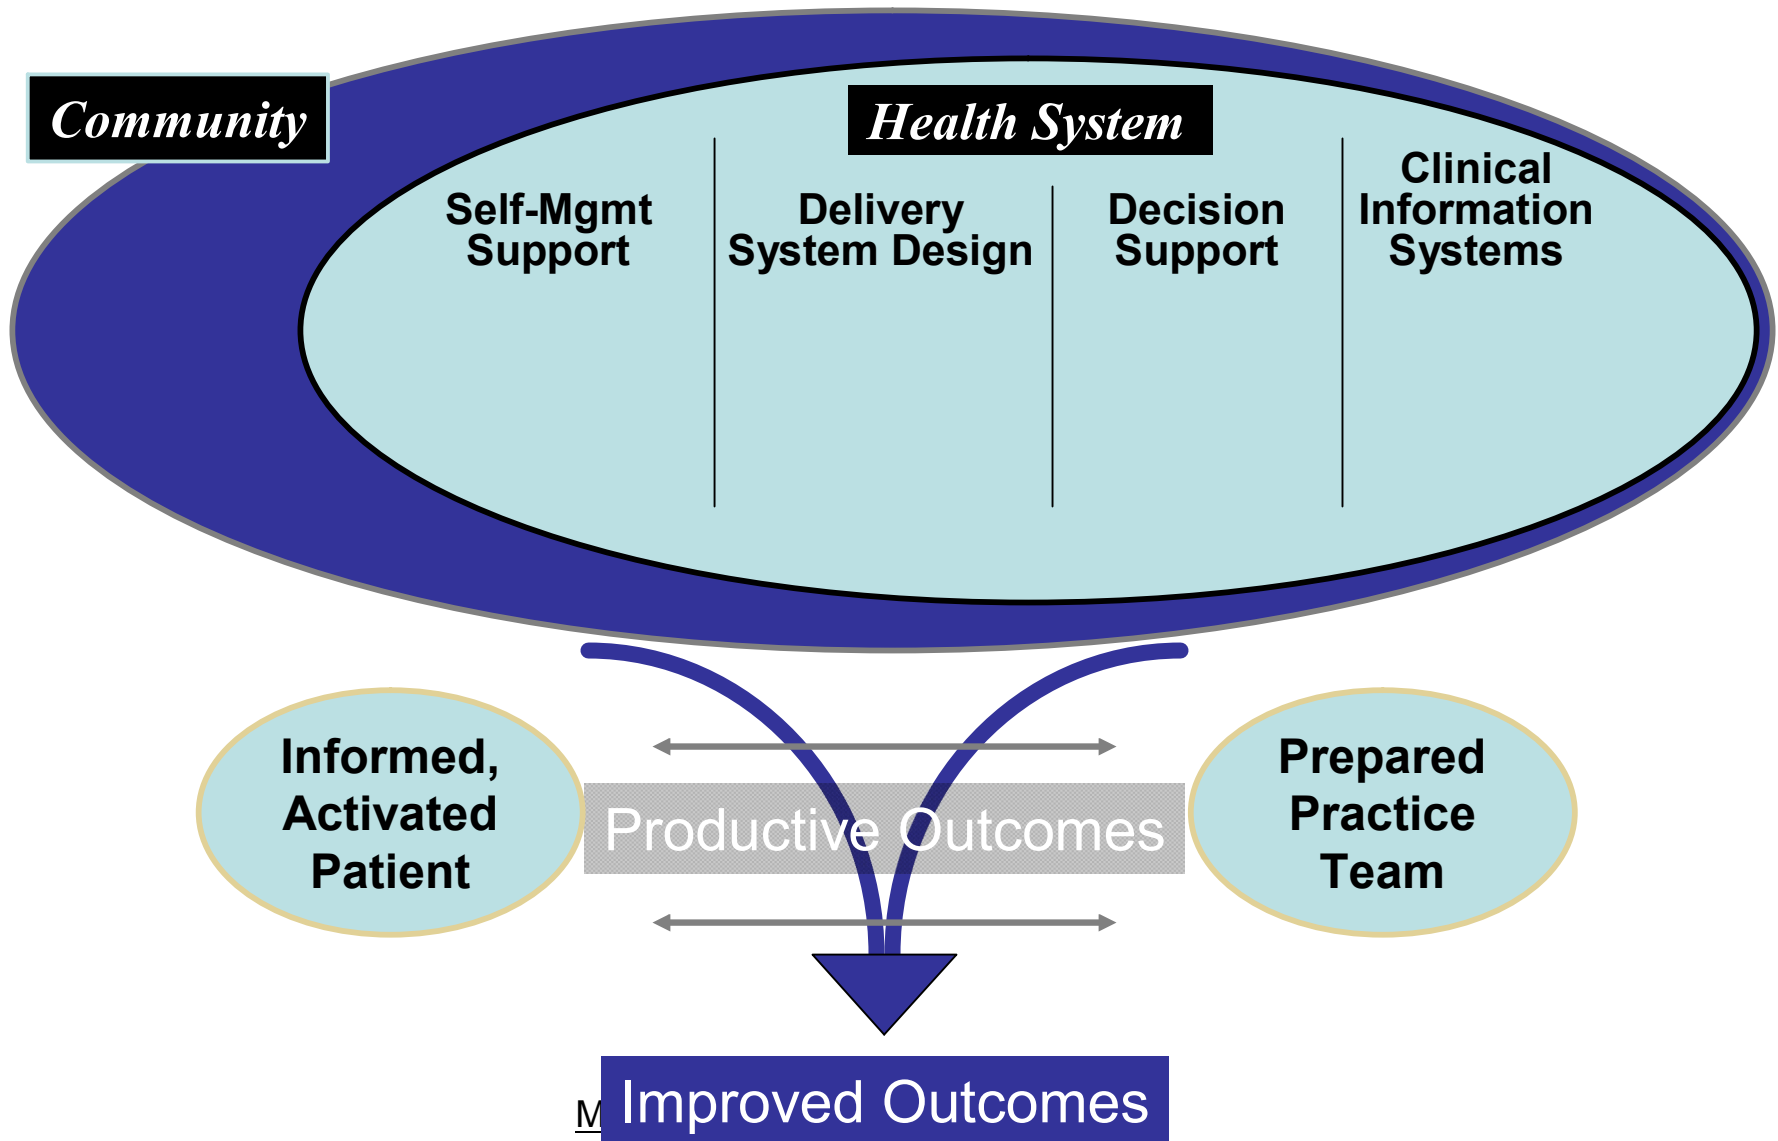 Community
Health System
Self-Mgmt
Support
Delivery
System Design
Decision
Support
Clinical
Information
Systems
Informed,
Activated
Patient
Productive Outcomes
Prepared
Practice
Team
Improved Outcomes
M